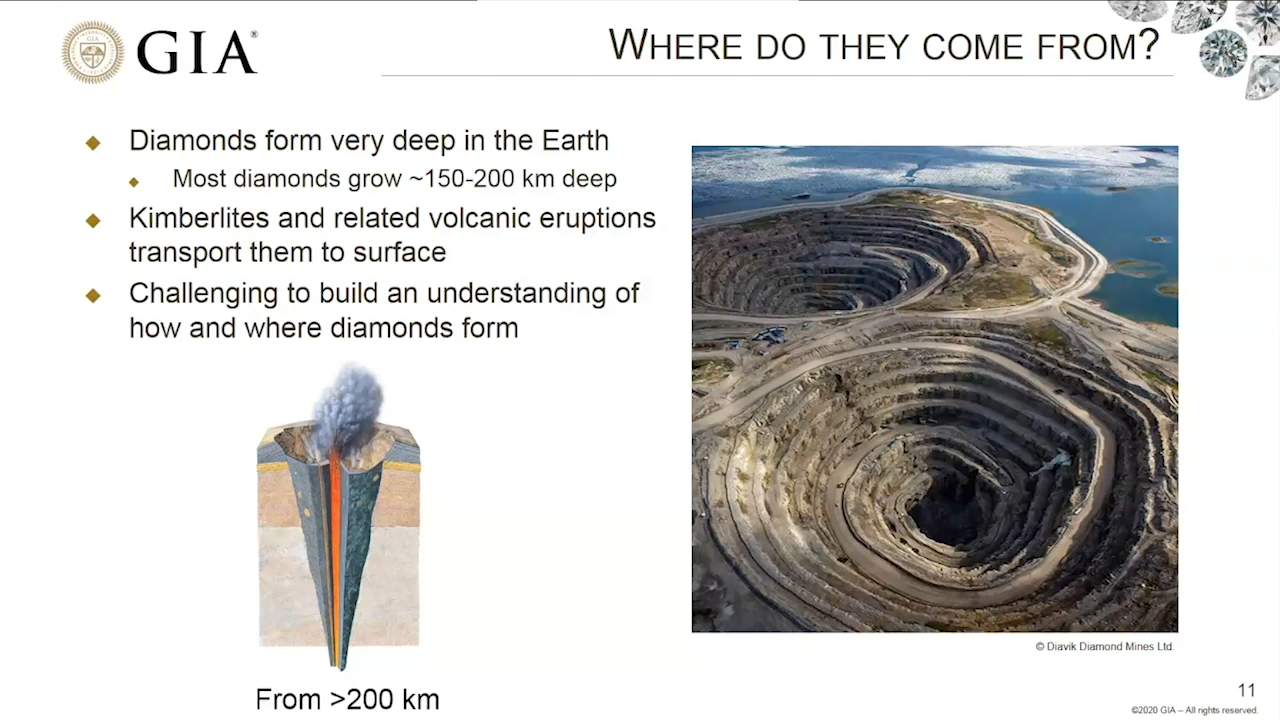 GIA®
WHERE DO THEY COME FROM?
Diamonds form very deep in the Earth
Most diamonds grow ~150-200 km deep
Kimberlites and related volcanic eruptions
transport them to surface
Challenging to build an understanding of
how and where diamonds form
From >200 km
© Diavik Diamond Mines Ltd.
11
©2020 GIA – All rights reserved.